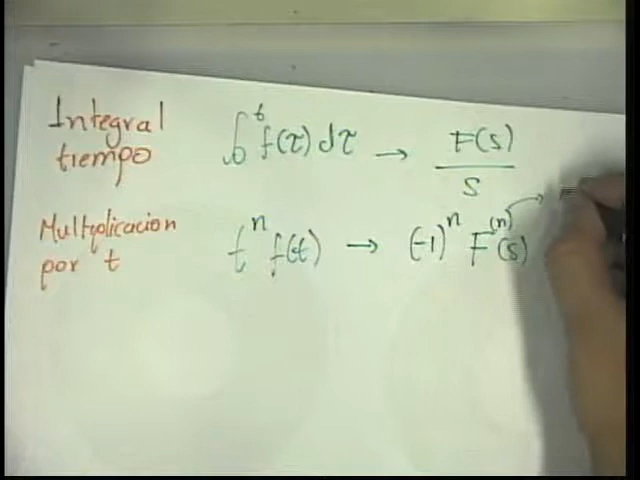 Integral
tiempo
∫₀ᵗ f(τ) dτ → F(s)/s
Multiplicacion
por t
tⁿ f(t) → (-1)ⁿ F⁽ⁿ⁾(s) →